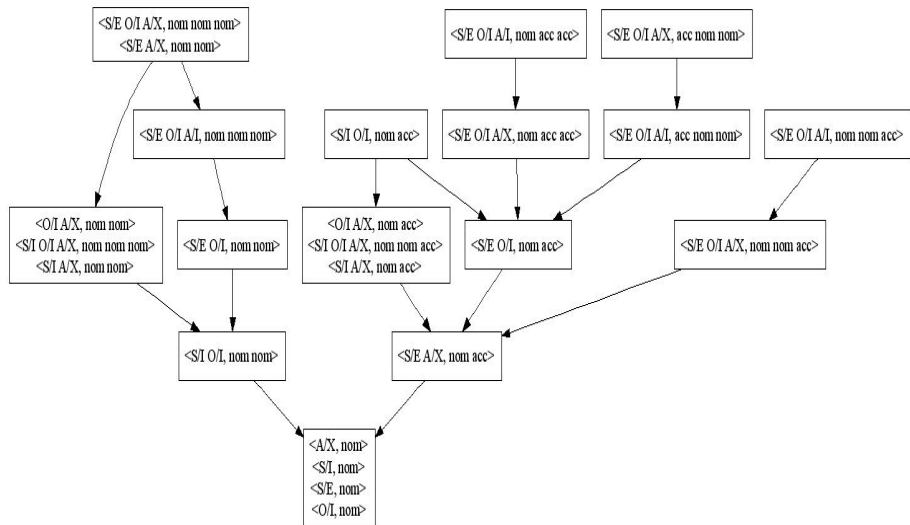 <S/E O/I A/X, nom nom nom>
<S/E A/X, nom nom>
<S/E O/I A/I, nom acc acc>
<S/E O/I A/X, acc nom nom>
<S/E O/I A/I, nom nom nom>
<S/I O/I, nom acc>
<S/E O/I A/X, nom acc acc>
<S/E O/I A/I, acc nom nom>
<S/E O/I A/I, nom nom acc>
<O/I A/X, nom nom>
<S/I O/I A/X, nom nom nom>
<S/I A/X, nom nom>
<S/E O/I, nom nom>
<O/I A/X, nom acc>
<S/I O/I A/X, nom nom acc>
<S/I A/X, nom acc>
<S/E O/I, nom acc>
<S/E O/I A/X, nom nom acc>
<S/I O/I, nom nom>
<S/E A/X, nom acc>
<A/X, nom>
<S/I, nom>
<S/E, nom>
<O/I, nom>